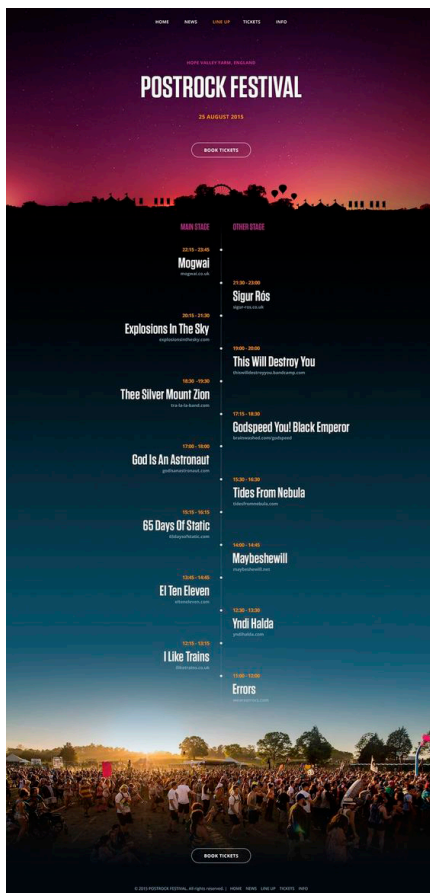 HOME NEWS LINE UP TICKETS INFO
HOPE VALLEY FARM, ENGLAND
POSTROCK FESTIVAL
25 AUGUST 2015
BOOK TICKETS
MAIN STAGE OTHER STAGE
22:15 - 23:45
Mogwai
mogwai.co.uk
21:30 - 23:00
Sigur Rós
sigur-ros.co.uk
20:15 - 21:30
Explosions In The Sky
explosionsinthesky.com
19:00 - 20:00
This Will Destroy You
thiswilldestroyyou.bandcamp.com
18:30 - 19:30
Thee Silver Mount Zion
tra-la-la-band.com
17:15 - 18:30
Godspeed You! Black Emperor
brainwashed.com/godspeed
17:00 - 18:00
God Is An Astronaut
godisanastronaut.com
15:30 - 16:30
Tides From Nebula
tidesfromnebula.com
15:15 - 16:15
65 Days Of Static
65daysofstatic.com
14:00 - 14:45
Maybeshewill
13:45 - 14:45
El Ten Eleven
elteneleven.com
12:30 - 13:30
Yndi Halda
yndihalda.com
12:15 - 13:15
I Like Trains
iliketrains.co.uk
11:00 - 12:00
Errors
BOOK TICKETS
© 2015 POSTROCK FESTIVAL. All rights reserved. | HOME NEWS LINE UP TICKETS INFO